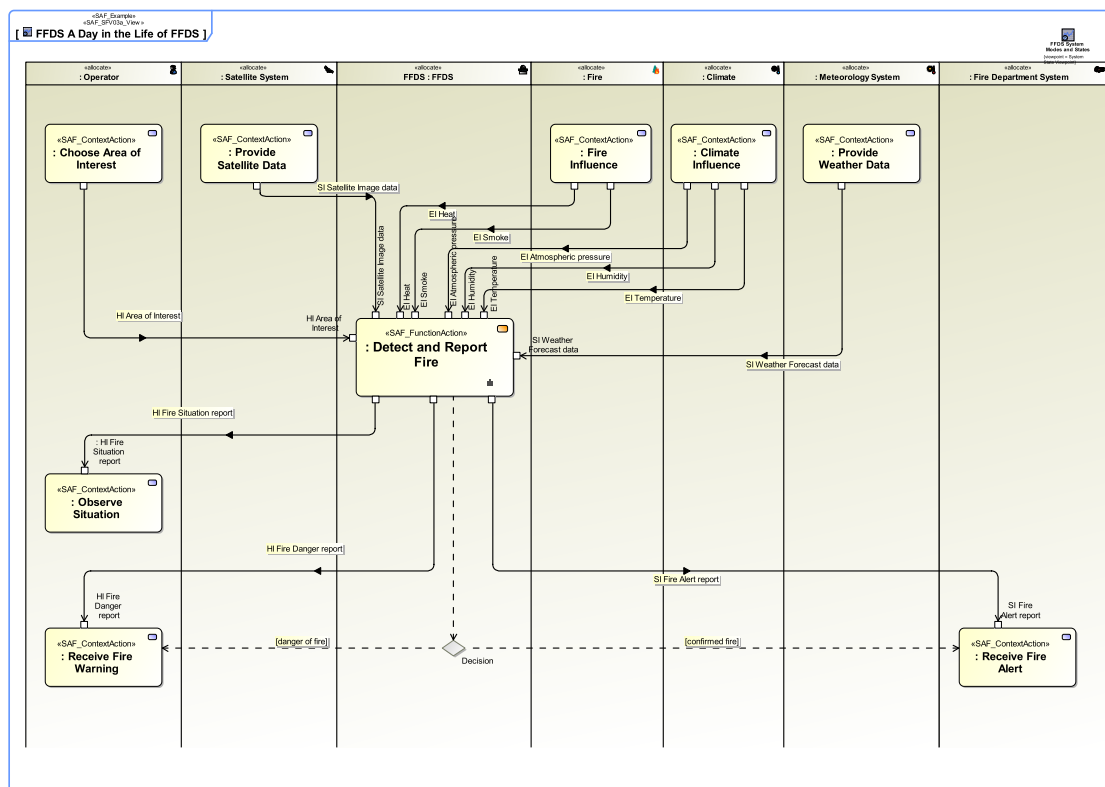 «SAF_Example»
«SAF_SFV03a_View»
[ FFDS A Day in the Life of FFDS ]
FFDS System
Modes and States
«allocate»
: Operator
«allocate»
: Satellite System
«allocate»
FFDS : FFDS
«allocate»
: Fire
«allocate»
: Climate
«allocate»
: Meteorology System
«allocate»
: Fire Department System
«SAF_ContextAction»
: Choose Area of
Interest
«SAF_ContextAction»
: Provide
Satellite Data
«SAF_ContextAction»
: Fire
Influence
«SAF_ContextAction»
: Climate
Influence
«SAF_ContextAction»
: Provide
Weather Data
SI Satellite Image data
EI Heat
EI Smoke
EI Atmospheric pressure
EI Humidity
EI Temperature
SI Satellite Image data
EI Heat
EI Smoke
EI Atmospheric pressure
EI Humidity
EI Temperature
HI Area of Interest
HI Area of
Interest
«SAF_FunctionAction»
: Detect and Report
Fire
SI Weather
Forecast data
SI Weather Forecast data
HI Fire Situation report
: HI Fire
Situation
report
«SAF_ContextAction»
: Observe
Situation
HI Fire Danger report
SI Fire Alert report
HI Fire
Danger
report
SI Fire
Alert report
«SAF_ContextAction»
: Receive Fire
Warning
[danger of fire]
Decision
[confirmed fire]
«SAF_ContextAction»
: Receive Fire
Alert